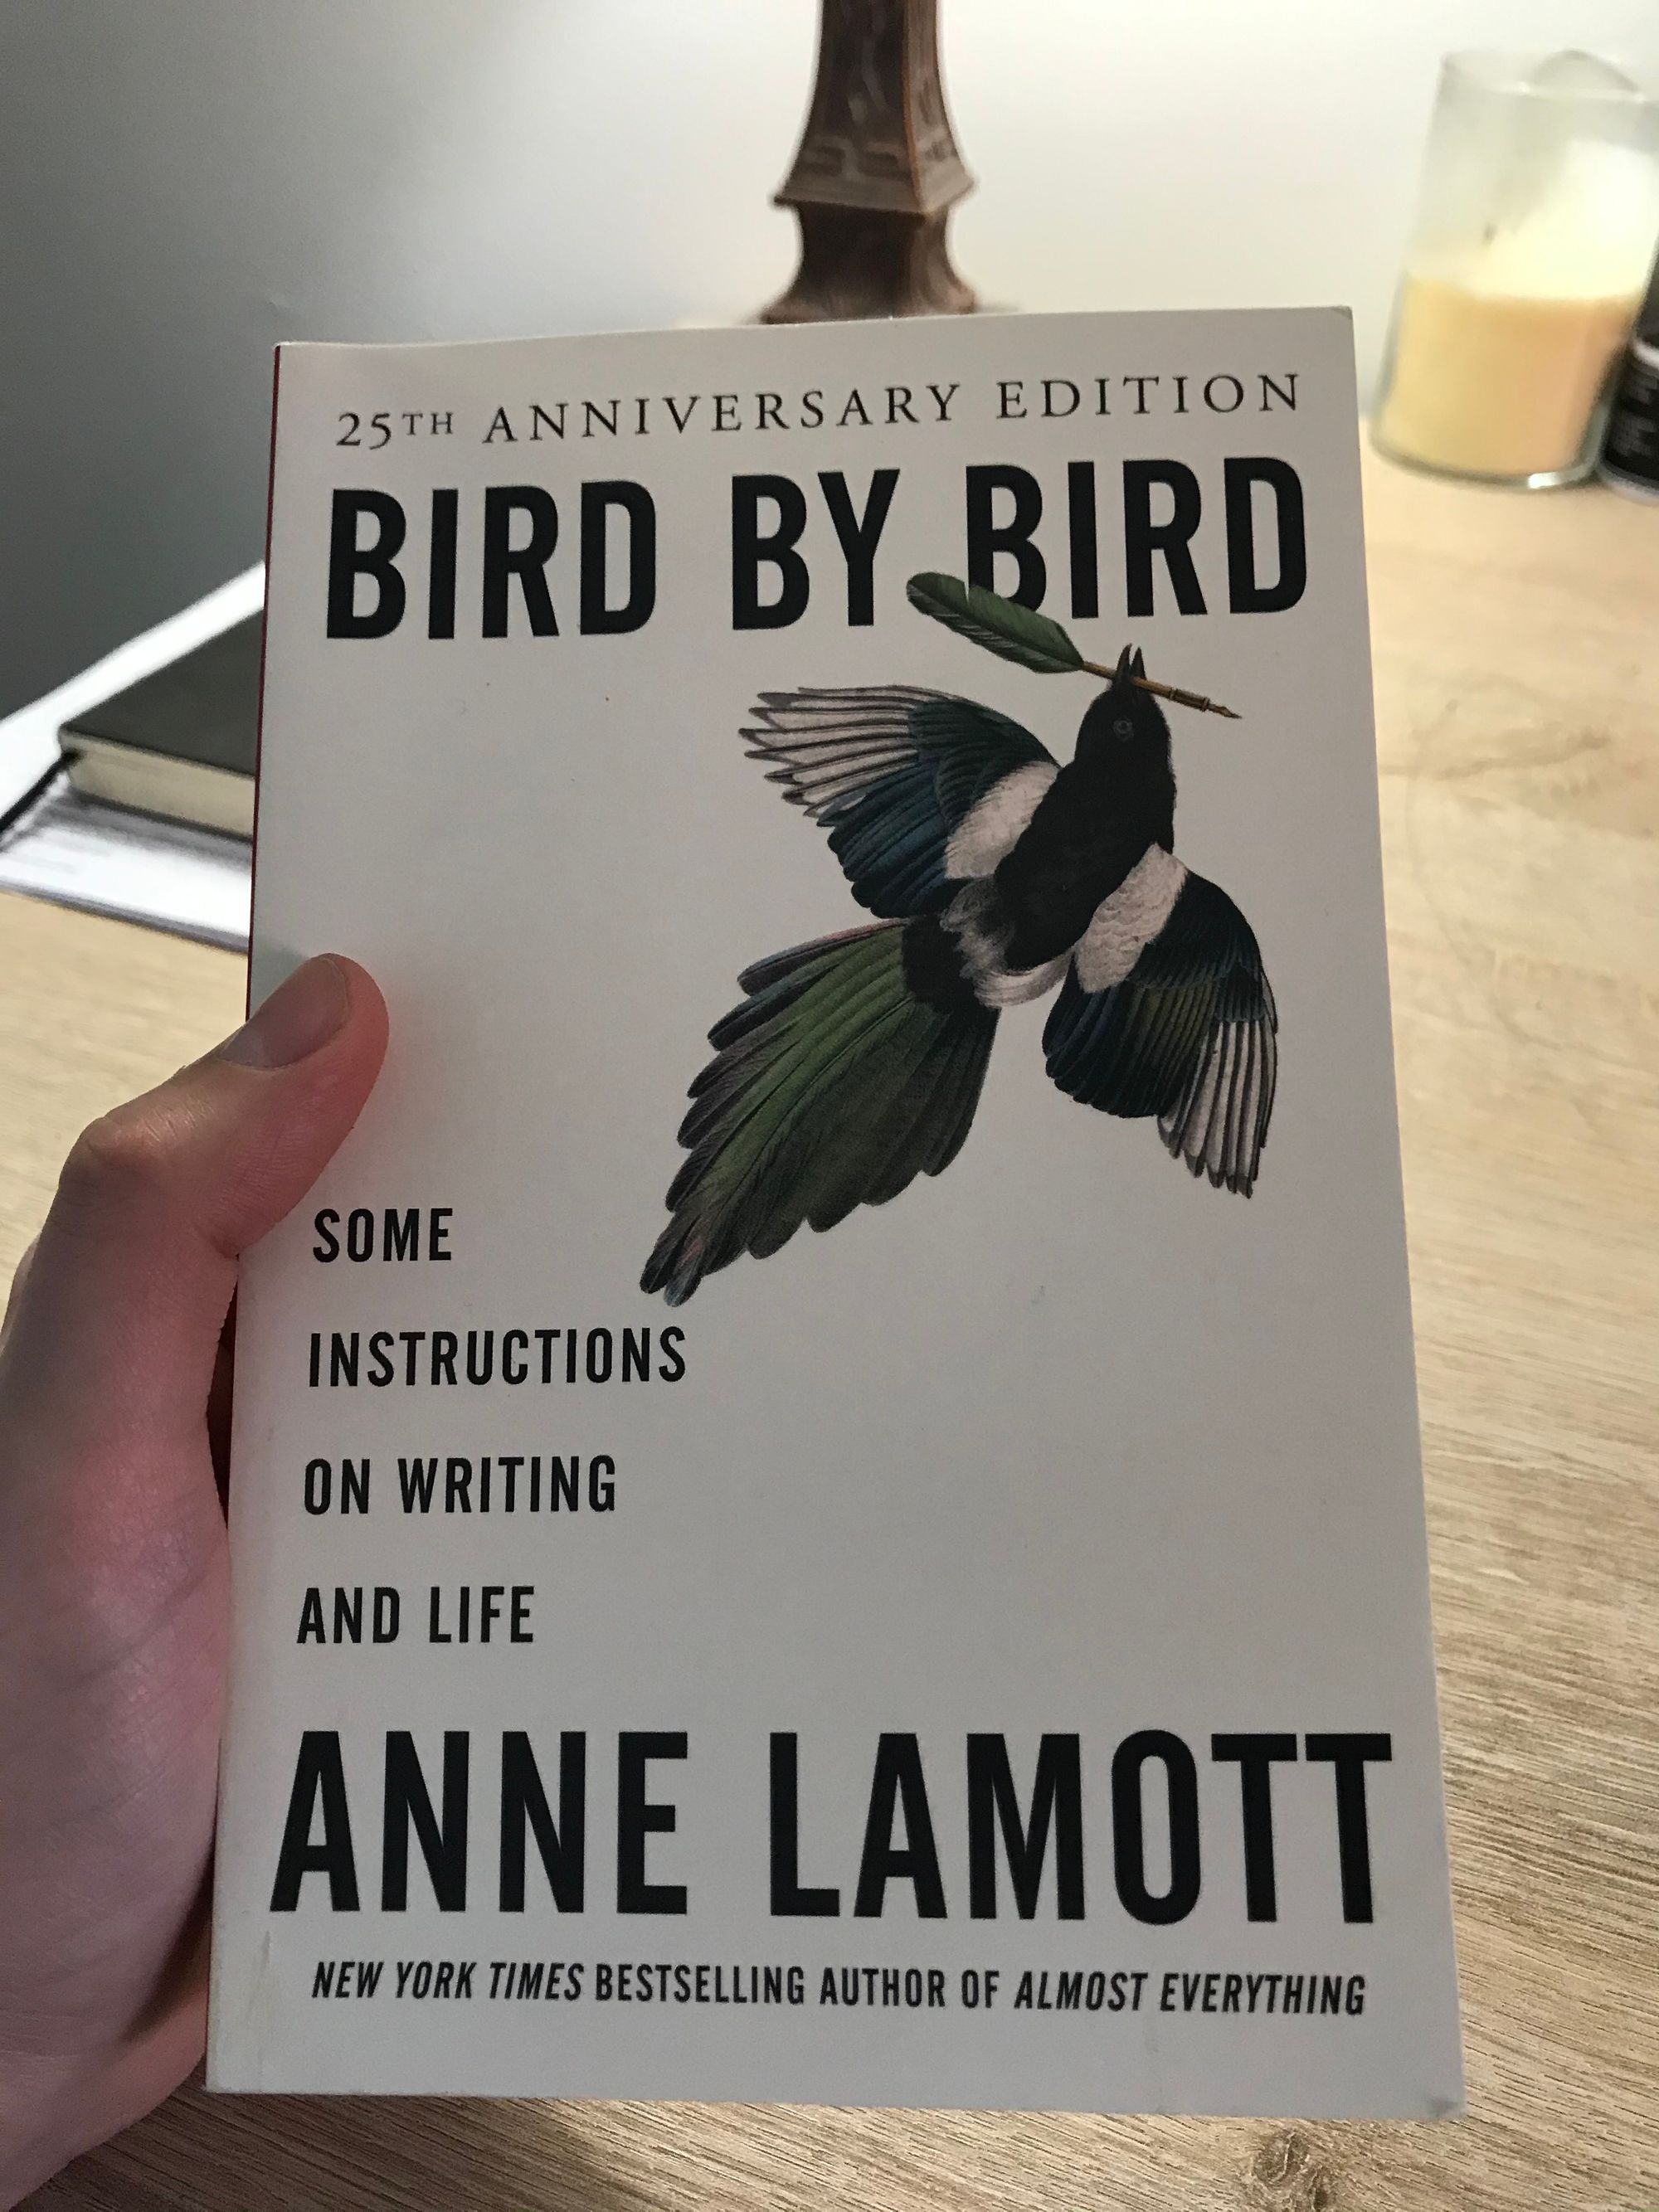 25TH ANNIVERSARY EDITION
BIRD BY BIRD
SOME
INSTRUCTIONS
ON WRITING
AND LIFE
ANNE LAMOTT
NEW YORK TIMES BESTSELLING AUTHOR OF ALMOST EVERYTHING